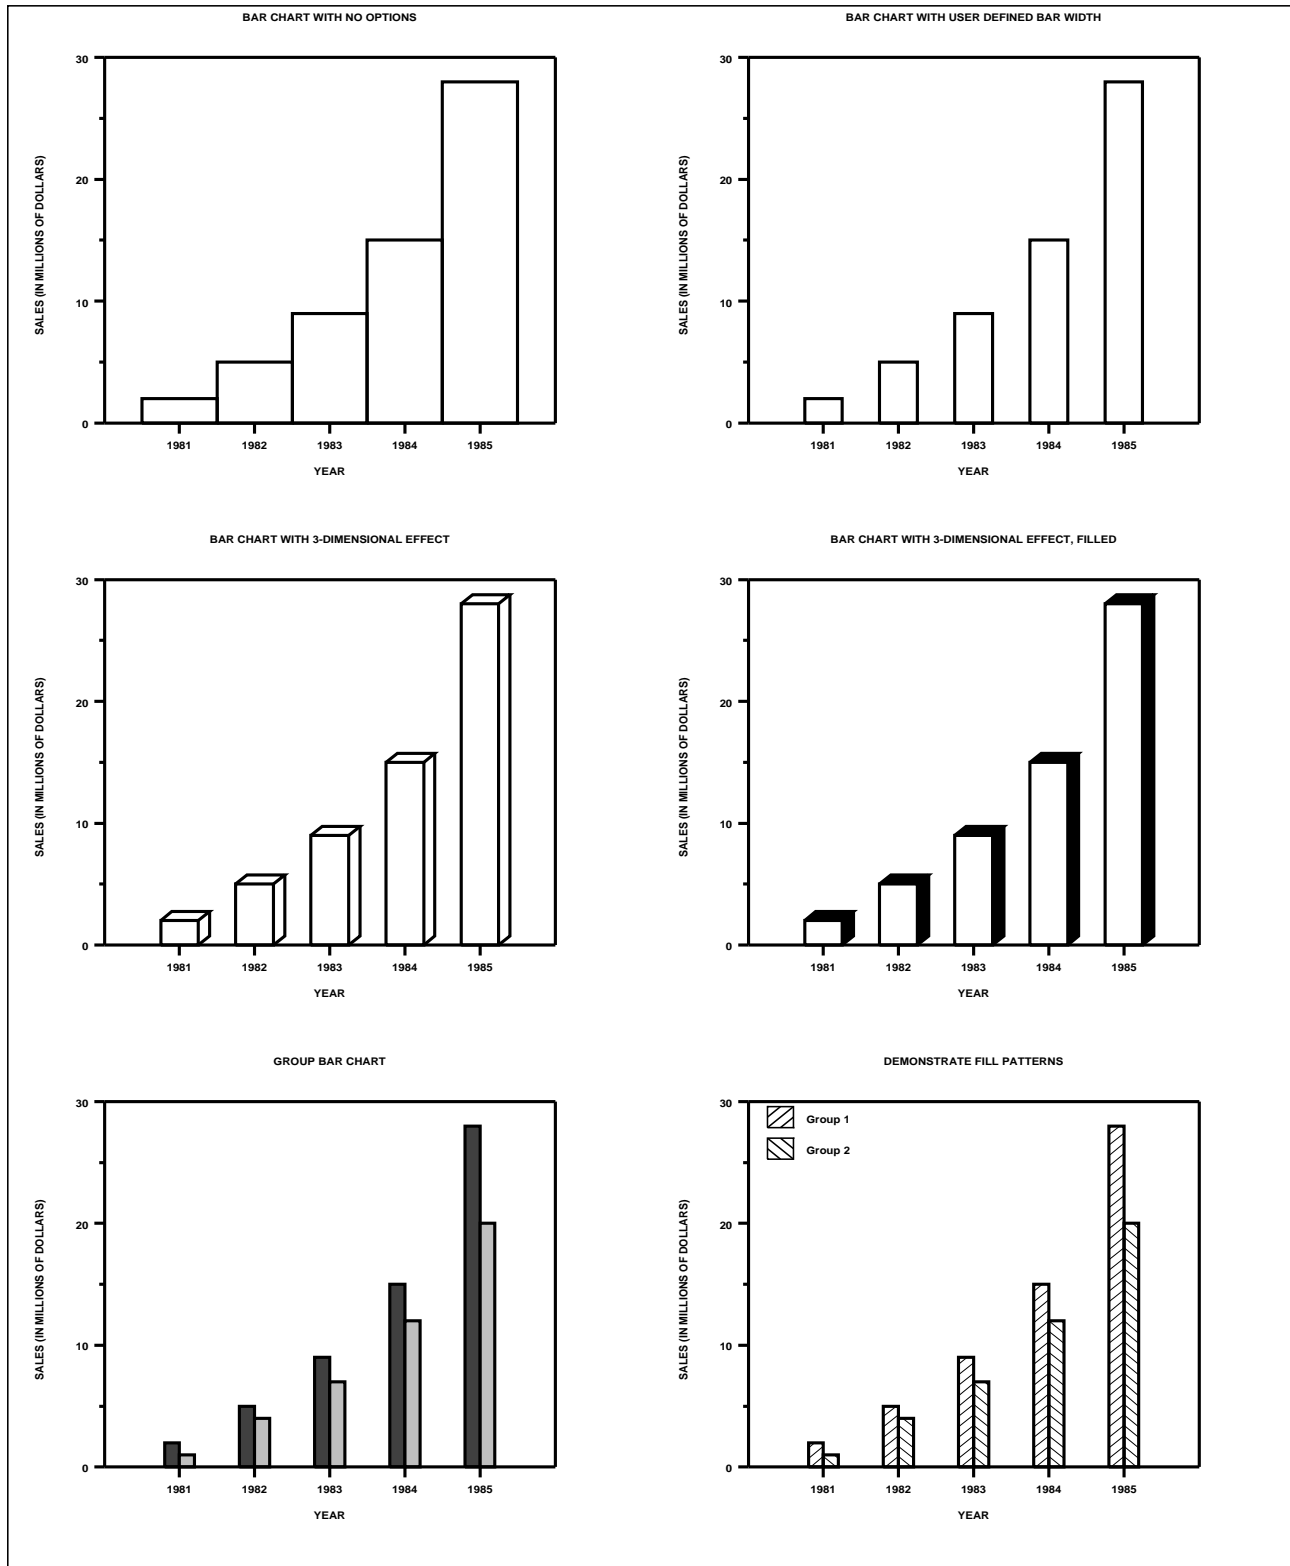 BAR CHART WITH NO OPTIONS
SALES (IN MILLIONS OF DOLLARS)
30
20
10
0
1981 1982 1983 1984 1985
YEAR
BAR CHART WITH USER DEFINED BAR WIDTH
SALES (IN MILLIONS OF DOLLARS)
30
20
10
0
1981 1982 1983 1984 1985
YEAR
BAR CHART WITH 3-DIMENSIONAL EFFECT
SALES (IN MILLIONS OF DOLLARS)
30
20
10
0
1981 1982 1983 1984 1985
YEAR
BAR CHART WITH 3-DIMENSIONAL EFFECT, FILLED
SALES (IN MILLIONS OF DOLLARS)
30
20
10
0
1981 1982 1983 1984 1985
YEAR
GROUP BAR CHART
SALES (IN MILLIONS OF DOLLARS)
30
20
10
0
1981 1982 1983 1984 1985
YEAR
DEMONSTRATE FILL PATTERNS
Group 1
Group 2
SALES (IN MILLIONS OF DOLLARS)
30
20
10
0
1981 1982 1983 1984 1985
YEAR